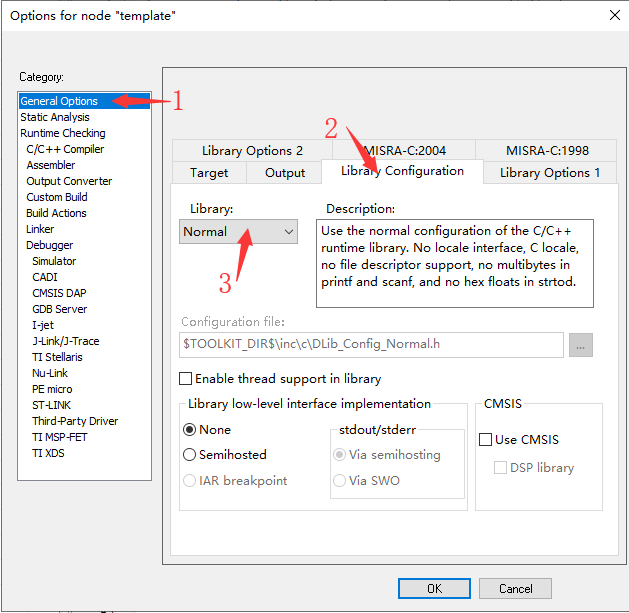 Options for node "template"
Category:
General Options
Static Analysis
Runtime Checking
C/C++ Compiler
Assembler
Output Converter
Custom Build
Build Actions
Linker
Debugger
Simulator
CADI
CMSIS DAP
GDB Server
I-jet
J-Link/J-Trace
TI Stellaris
Nu-Link
PE micro
ST-LINK
Third-Party Driver
TI MSP-FET
TI XDS
1
2
Library Options 2
MISRA-C:2004
MISRA-C:1998
Target
Output
Library Configuration
Library Options 1
Library:
Normal
3
Description:
Use the normal configuration of the C/C++
runtime library. No locale interface, C locale,
no file descriptor support, no multibytes in
printf and scanf, and no hex floats in strtod.
Configuration file:
$TOOLKIT_DIR$\inc\c\DLib_Config_Normal.h
...
Enable thread support in library
Library low-level interface implementation
None
Semihosted
IAR breakpoint
stdout/stderr
Via semihosting
Via SWO
CMSIS
Use CMSIS
DSP library
OK
Cancel